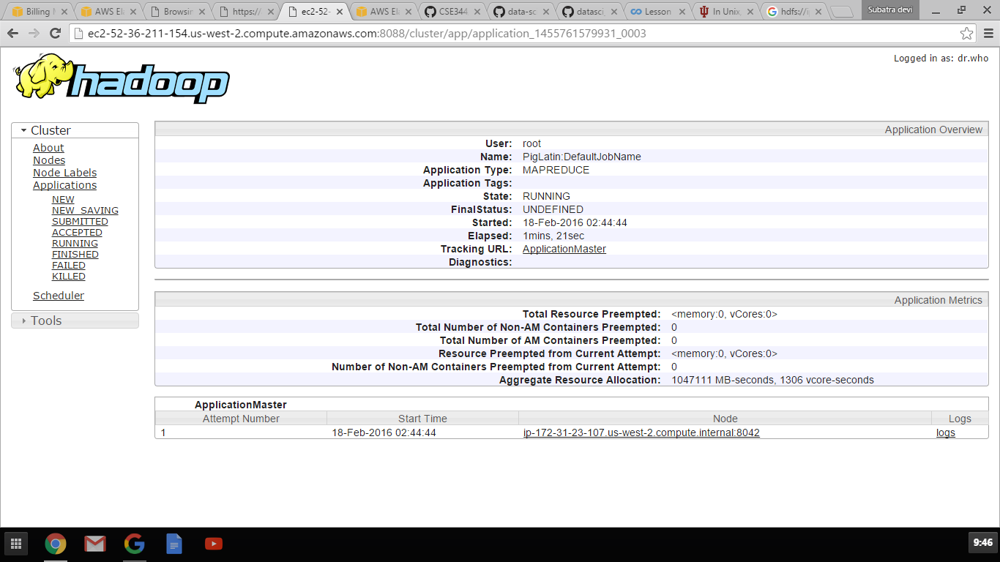 Billing M
AWS El
Browsin
https://
ec2-52-
AWS El
CSE344
data-sc
datasci
Lesson
In Unix,
hdfs://i
Subatra devi
ec2-52-36-211-154.us-west-2.compute.amazonaws.com:8088/cluster/app/application_1455761579931_0003
hadoop
Logged in as: dr.who
Cluster
About
Nodes
Node Labels
Applications
NEW
NEW_SAVING
SUBMITTED
ACCEPTED
RUNNING
FINISHED
FAILED
KILLED
Scheduler
Tools
Application Overview
User: root
Name: PigLatin:DefaultJobName
Application Type: MAPREDUCE
Application Tags:
State: RUNNING
FinalStatus: UNDEFINED
Started: 18-Feb-2016 02:44:44
Elapsed: 1mins, 21sec
Tracking URL: ApplicationMaster
Diagnostics:
Application Metrics
Total Resource Preempted: <memory:0, vCores:0>
Total Number of Non-AM Containers Preempted: 0
Total Number of AM Containers Preempted: 0
Resource Preempted from Current Attempt: <memory:0, vCores:0>
Number of Non-AM Containers Preempted from Current Attempt: 0
Aggregate Resource Allocation: 1047111 MB-seconds, 1306 vcore-seconds
ApplicationMaster
Attempt Number Start Time Node Logs
1 18-Feb-2016 02:44:44 ip-172-31-23-107.us-west-2.compute.internal:8042 logs
9:46